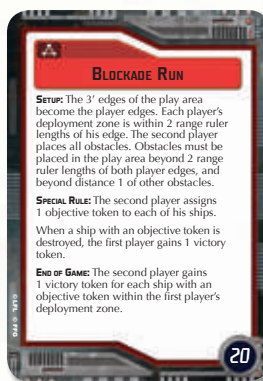 BLOCKADE RUN
SETUP: The 3’ edges of the play area
become the player edges. Each player’s
deployment zone is within 2 range ruler
lengths of his edge. The second player
places all obstacles. Obstacles must be
placed in the play area beyond 2 range
ruler lengths of both player edges, and
beyond distance 1 of other obstacles.
SPECIAL RULE: The second player assigns
1 objective token to each of his ships.
When a ship with an objective token is
destroyed, the first player gains 1 victory
token.
END OF GAME: The second player gains
1 victory token for each ship with an
objective token within the first player’s
deployment zone.
© LFL © FFG
20